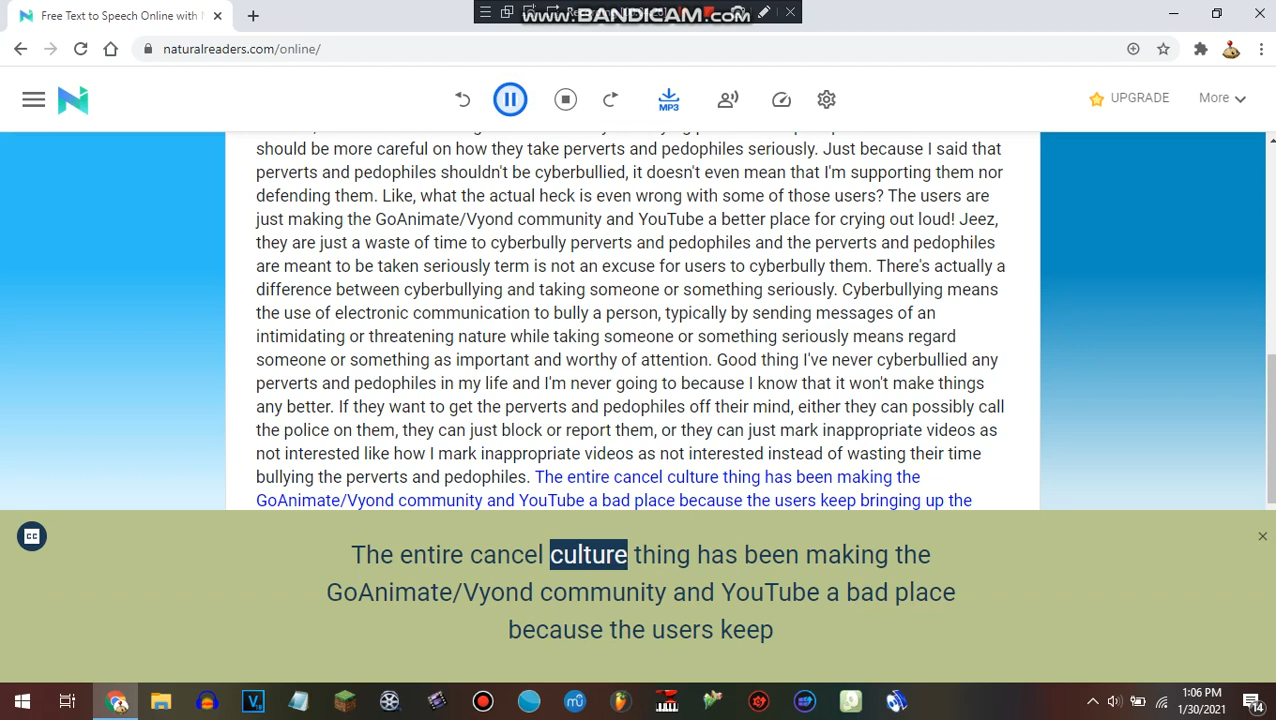 Free Text to Speech Online with N
www.BANDICAM.com
naturalreaders.com/online/
MP3
UPGRADE
More
should be more careful on how they take perverts and pedophiles seriously. Just because I said that
perverts and pedophiles shouldn't be cyberbullied, it doesn't even mean that I'm supporting them nor
defending them. Like, what the actual heck is even wrong with some of those users? The users are
just making the GoAnimate/Vyond community and YouTube a better place for crying out loud! Jeez,
they are just a waste of time to cyberbully perverts and pedophiles and the perverts and pedophiles
are meant to be taken seriously term is not an excuse for users to cyberbully them. There's actually a
difference between cyberbullying and taking someone or something seriously. Cyberbullying means
the use of electronic communication to bully a person, typically by sending messages of an
intimidating or threatening nature while taking someone or something seriously means regard
someone or something as important and worthy of attention. Good thing I've never cyberbullied any
perverts and pedophiles in my life and I'm never going to because I know that it won't make things
any better. If they want to get the perverts and pedophiles off their mind, either they can possibly call
the police on them, they can just block or report them, or they can just mark inappropriate videos as
not interested like how I mark inappropriate videos as not interested instead of wasting their time
bullying the perverts and pedophiles. The entire cancel culture thing has been making the
GoAnimate/Vyond community and YouTube a bad place because the users keep bringing up the
CC
The entire cancel culture thing has been making the
GoAnimate/Vyond community and YouTube a bad place
because the users keep
1:06 PM
1/30/2021
14